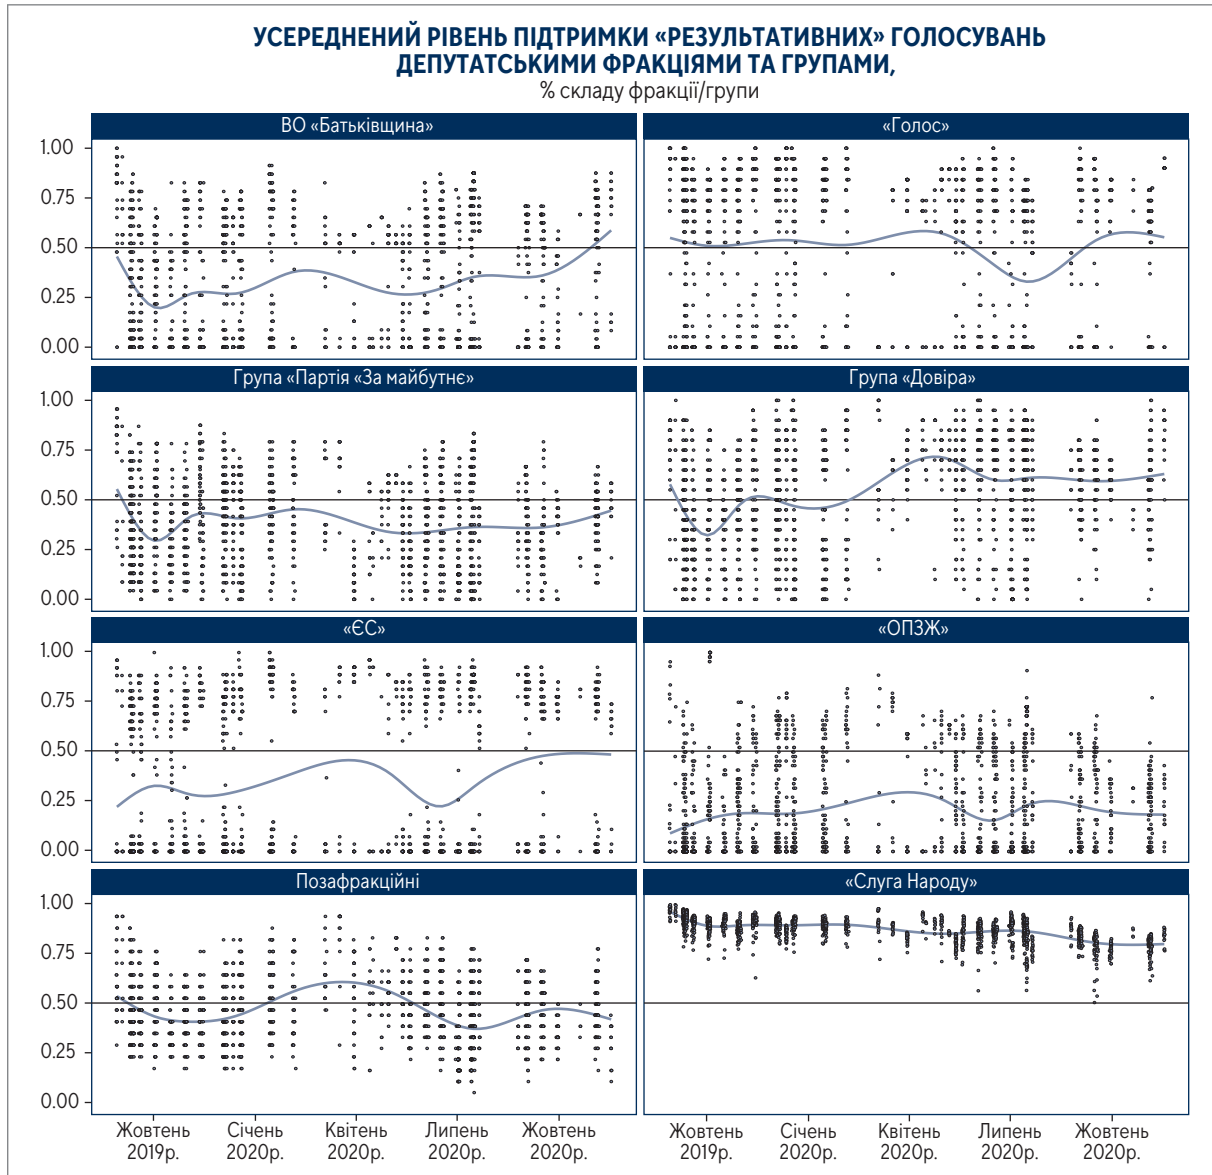 УСЕРЕДНЕНИЙ РІВЕНЬ ПІДТРИМКИ «РЕЗУЛЬТАТИВНИХ» ГОЛОСУВАНЬ
ДЕПУТАТСЬКИМИ ФРАКЦІЯМИ ТА ГРУПАМИ,
% складу фракції/групи
ВО «Батьківщина»
«Голос»
1.00
0.75
0.50
0.25
0.00
Група «Партія «За майбутнє»
Група «Довіра»
1.00
0.75
0.50
0.25
0.00
«ЄС»
«ОПЗЖ»
1.00
0.75
0.50
0.25
0.00
Позафракційні
«Слуга Народу»
1.00
0.75
0.50
0.25
0.00
Жовтень Січень Квітень Липень Жовтень Жовтень Січень Квітень Липень Жовтень
2019р. 2020р. 2020р. 2020р. 2020р. 2019р. 2020р. 2020р. 2020р. 2020р.